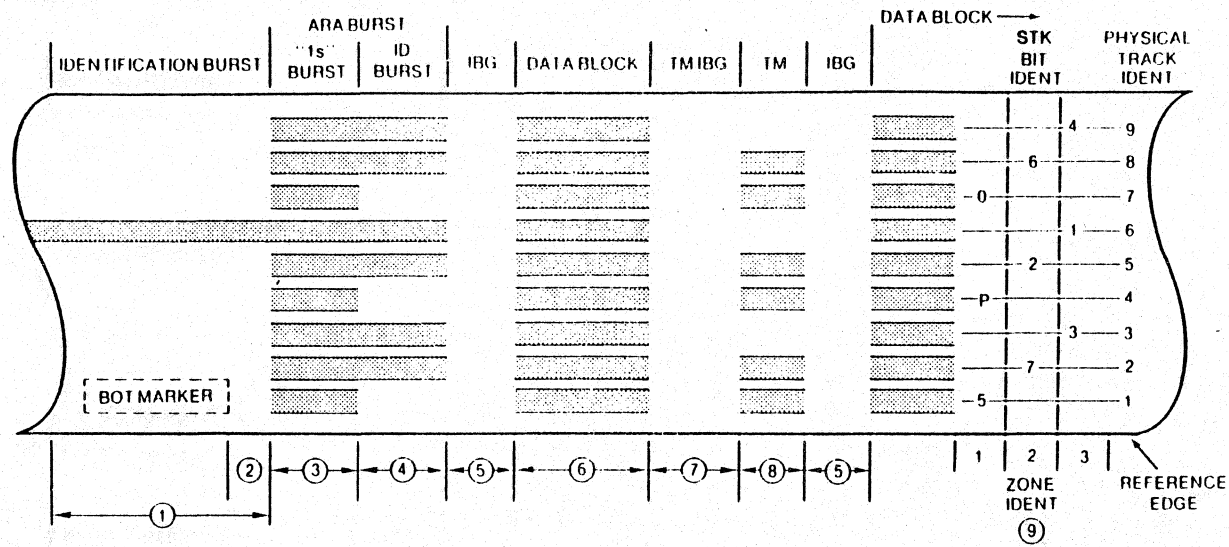 ARA BURST
DATA BLOCK
IDENTIFICATION BURST
"1s"
BURST
ID
BURST
IBG
DATA BLOCK
TM IBG
TM
IBG
STK
BIT
IDENT
PHYSICAL
TRACK
IDENT
4 9
6 8
0 7
1 6
2 5
P 4
3 3
7 2
5 1
BOT MARKER
1
2
3
4
5
6
7
8
5
1 2 3
ZONE
IDENT
9
REFERENCE
EDGE